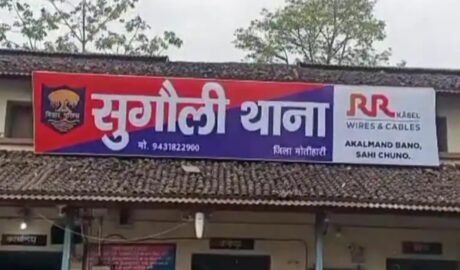 बिहार पुलिस
सुगौली थाना
मो. 9431822900
जिला मोतीहारी
RR KABEL
WIRES & CABLES
AKALMAND BANO,
SAHI CHUNO.